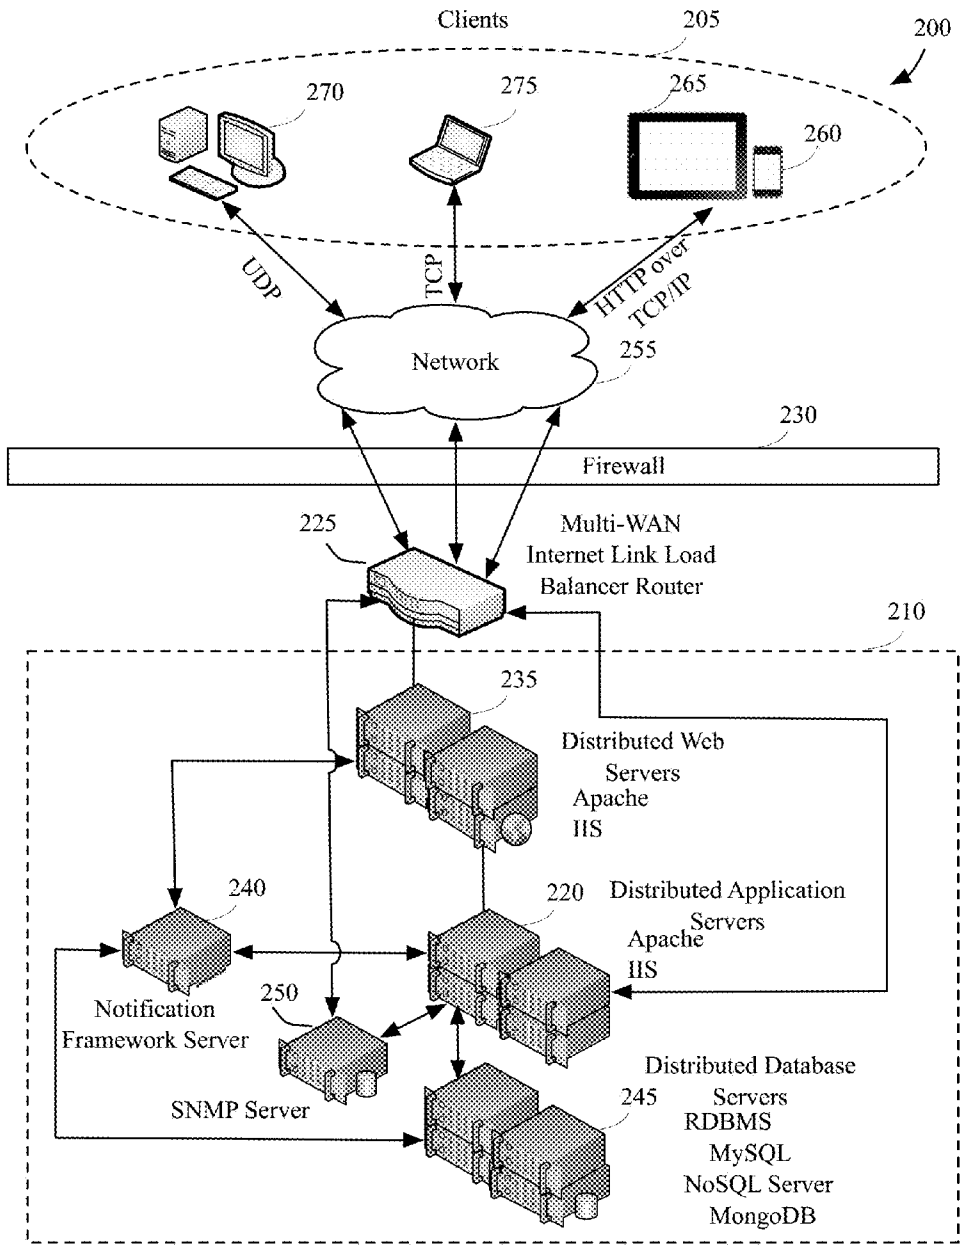 Clients
205
200
270
275
265
260
UDP
TCP
HTTP over
TCP/IP
Network
255
230
Firewall
225
Multi-WAN
Internet Link Load
Balancer Router
210
235
Distributed Web
Servers
Apache
IIS
240
220
Distributed Application
Servers
Apache
IIS
250
Notification
Framework Server
SNMP Server
Distributed Database
Servers
245
RDBMS
MySQL
NoSQL Server
MongoDB